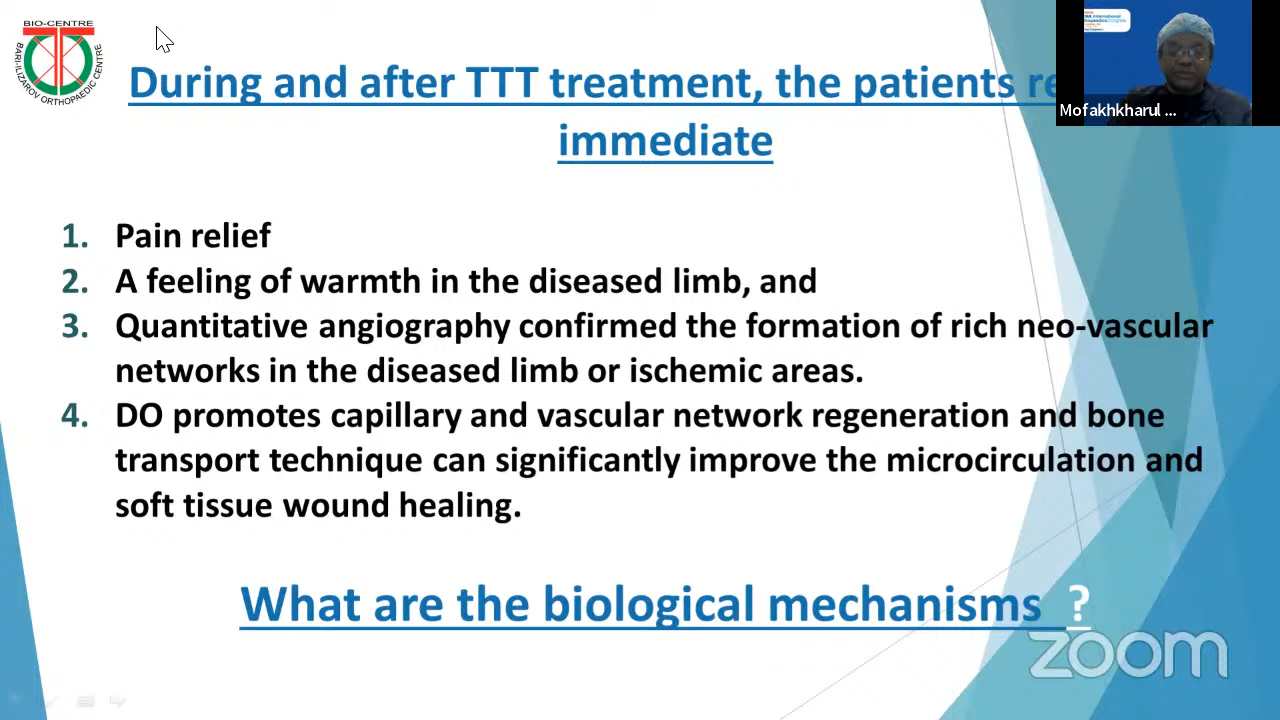 BIO-CENTRE
BARI-ILIZAROV ORTHOPAEDIC CENTRE
During and after TTT treatment, the patients
immediate
Mofakhkharul ...
1. Pain relief
2. A feeling of warmth in the diseased limb, and
3. Quantitative angiography confirmed the formation of rich neo-vascular
networks in the diseased limb or ischemic areas.
4. DO promotes capillary and vascular network regeneration and bone
transport technique can significantly improve the microcirculation and
soft tissue wound healing.
What are the biological mechanisms ?
zoom